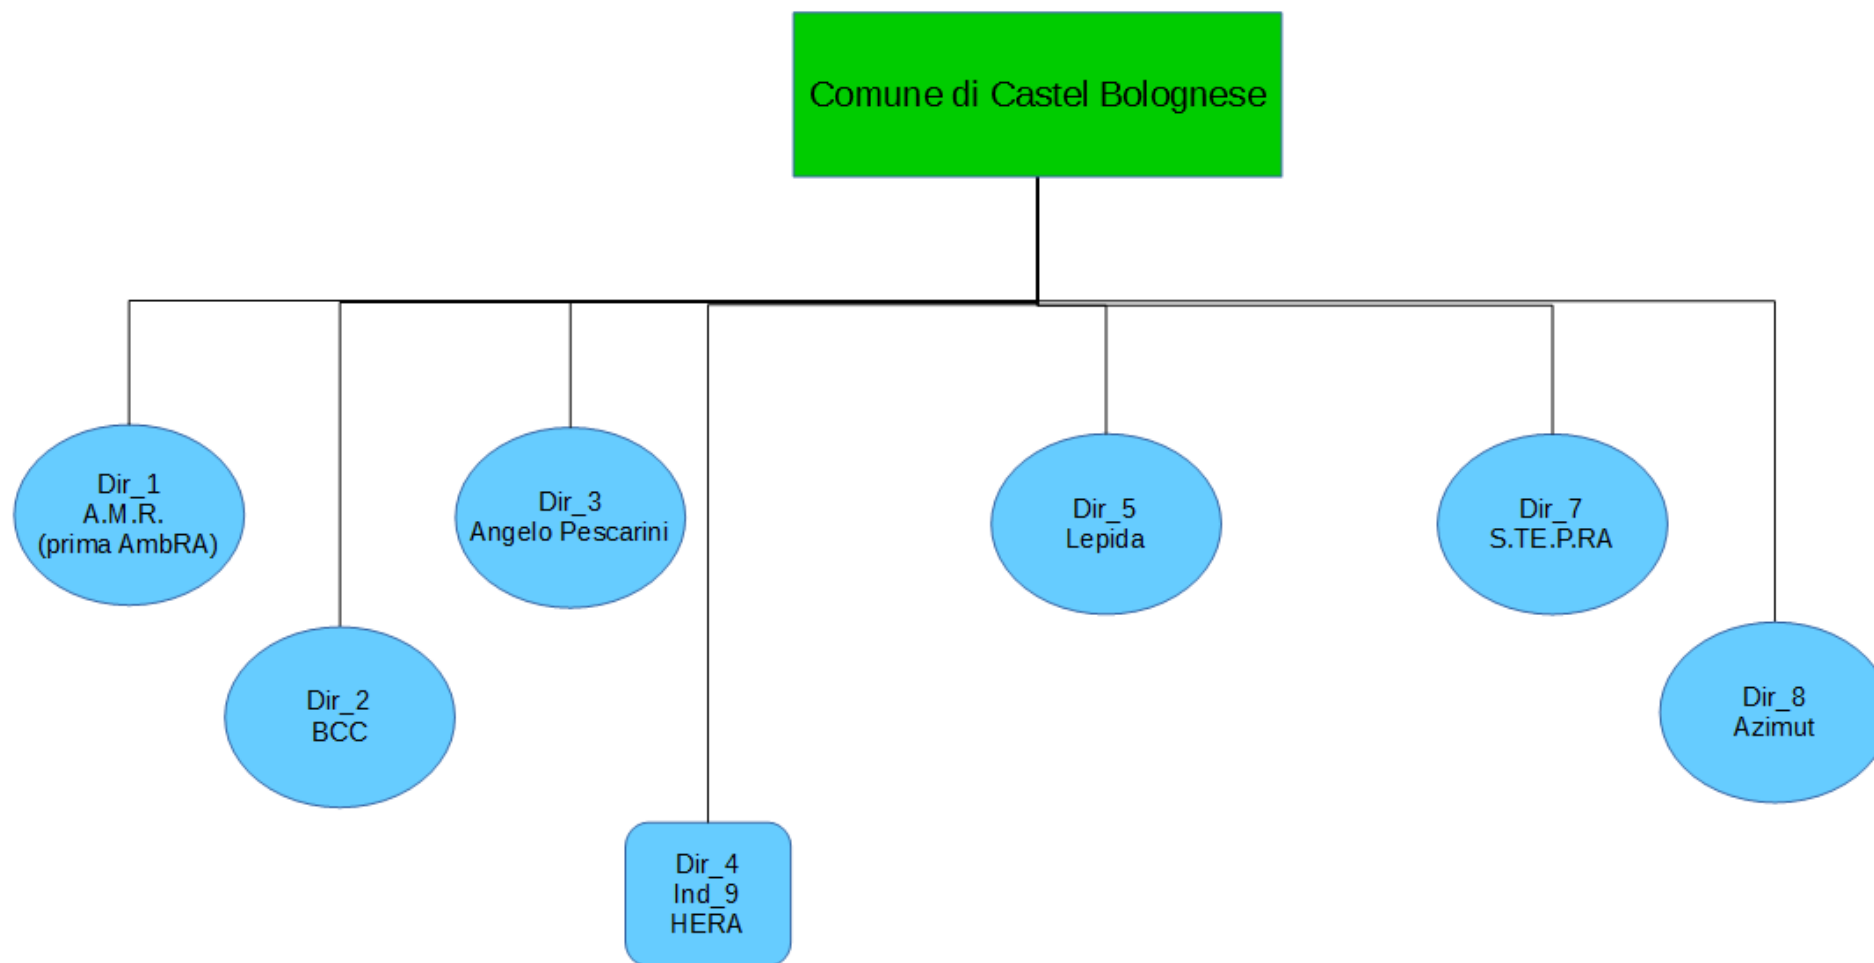 Comune di Castel Bolognese
Dir_1
A.M.R.
(prima AmbRA)
Dir_3
Angelo Pescarini
Dir_5
Lepida
Dir_7
S.TE.P.RA
Dir_2
BCC
Dir_8
Azimut
Dir_4
Ind_9
HERA